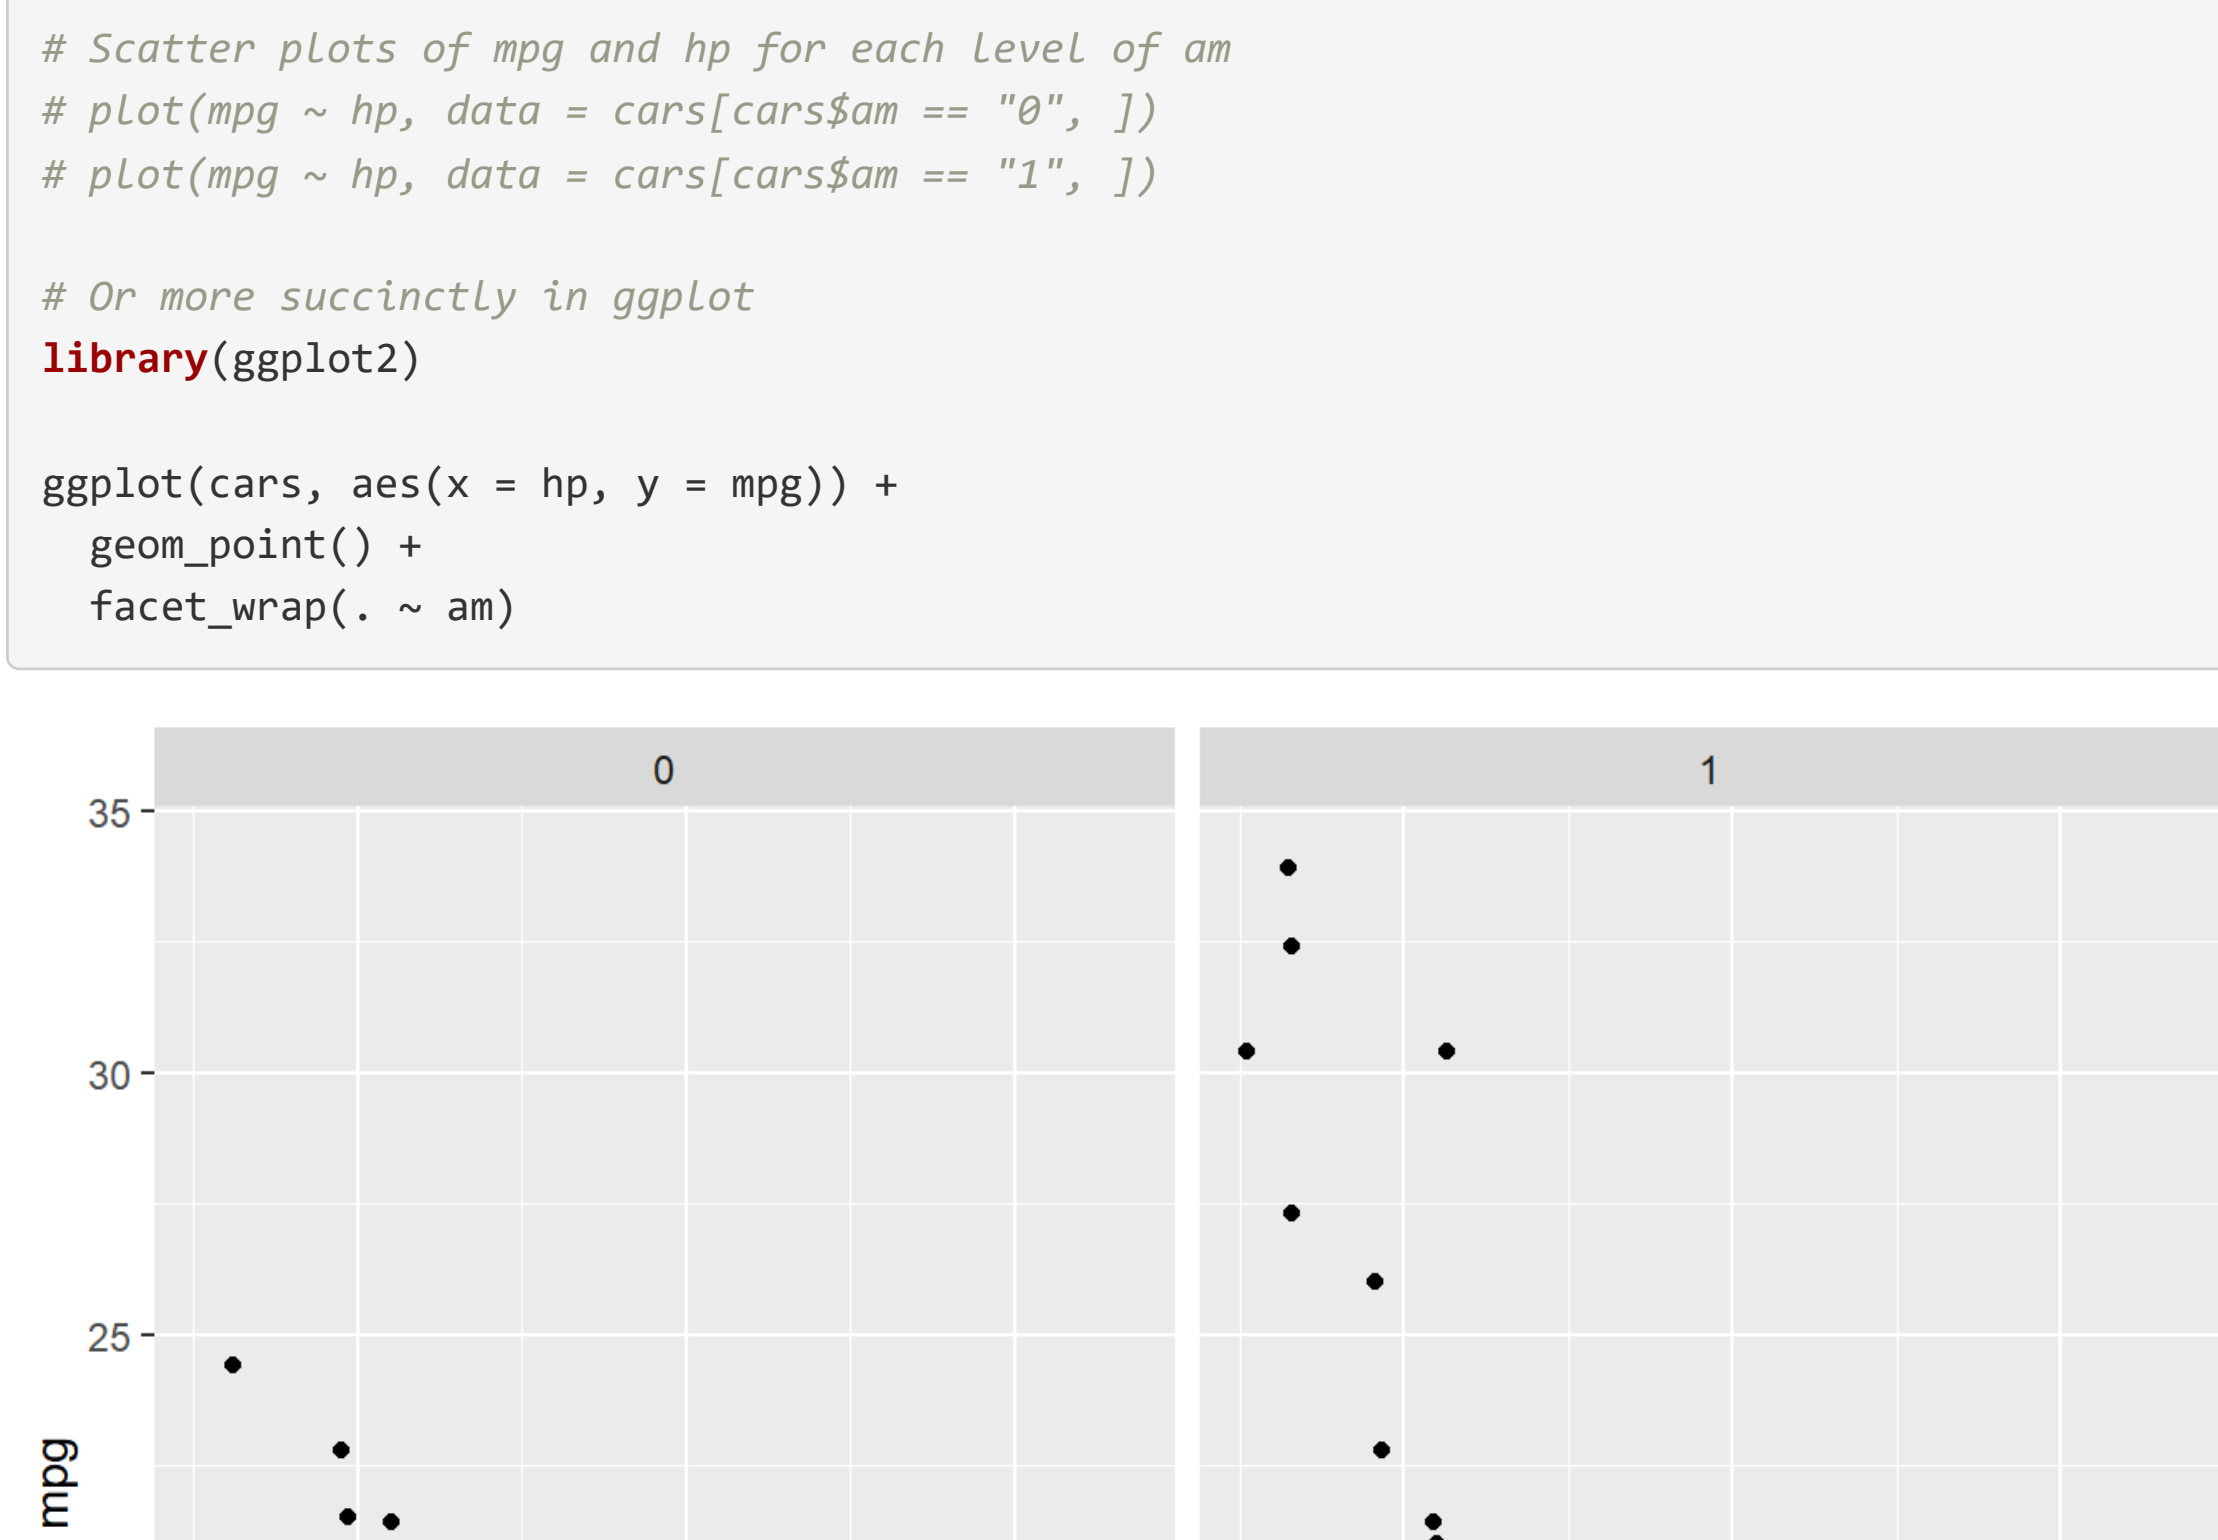 # Scatter plots of mpg and hp for each level of am
# plot(mpg ~ hp, data = cars[cars$am == "0", ])
# plot(mpg ~ hp, data = cars[cars$am == "1", ])
# Or more succinctly in ggplot
library(ggplot2)
ggplot(cars, aes(x = hp, y = mpg)) +
  geom_point() +
  facet_wrap(. ~ am)
0
1
35
30
25
mpg